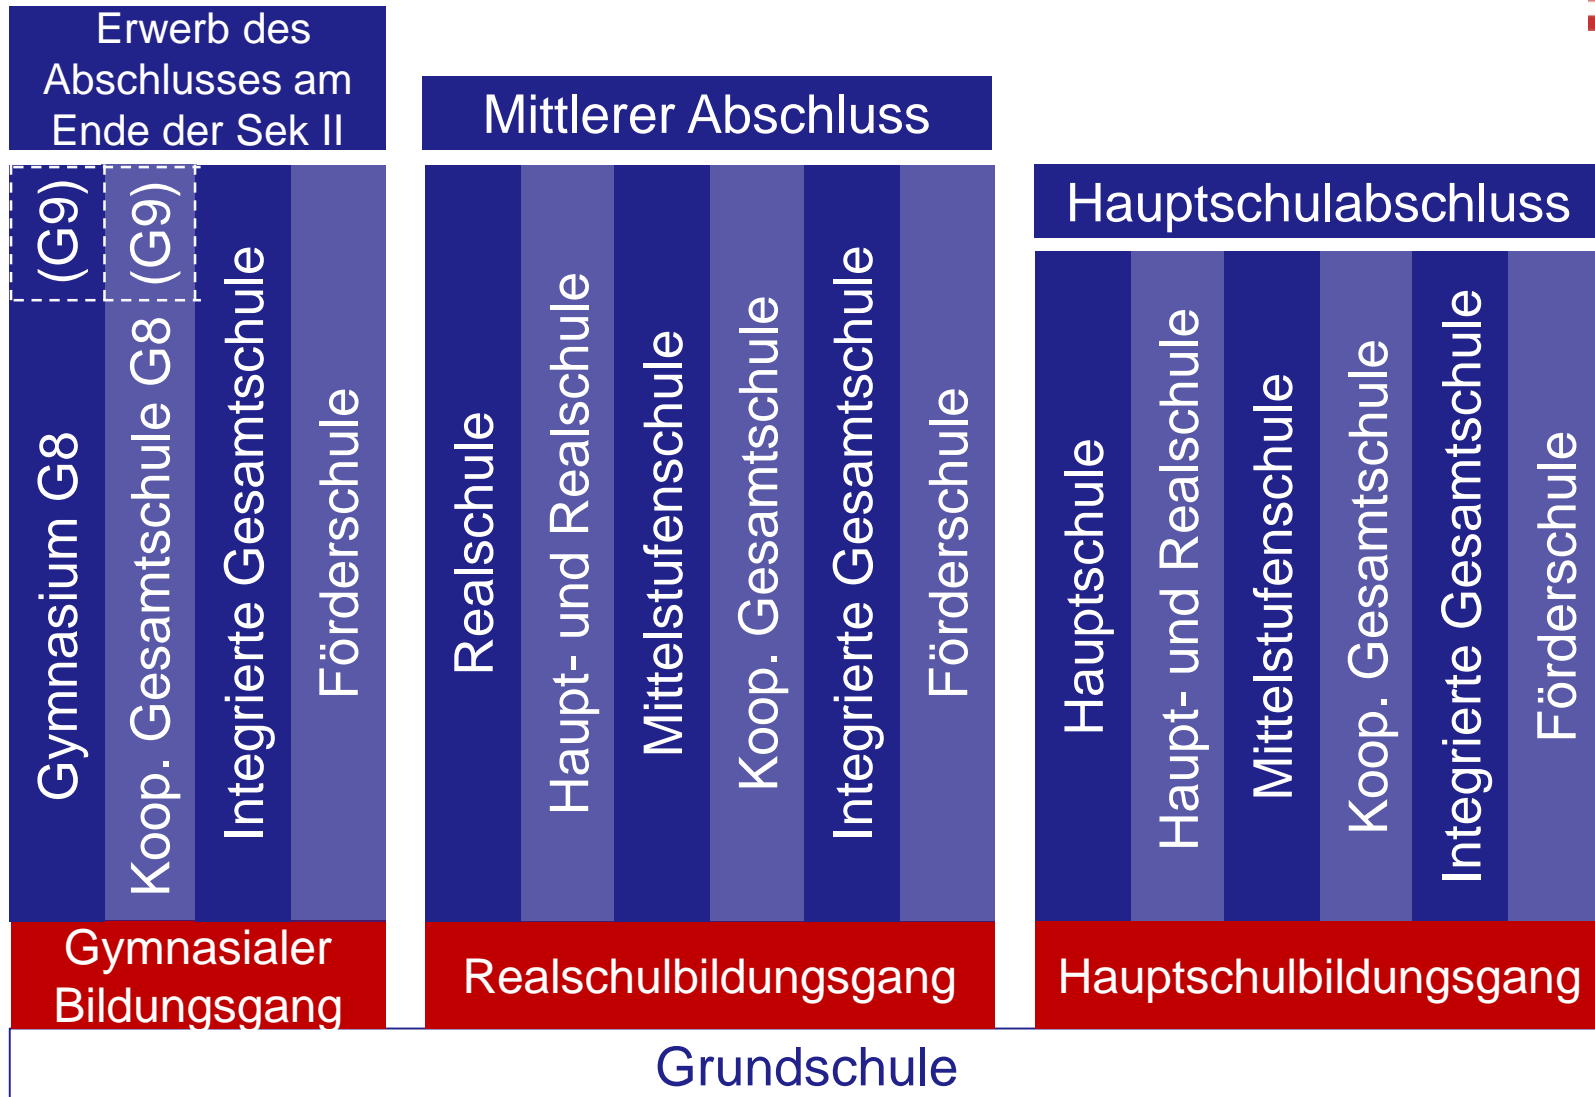 Erwerb des
Abschlusses am
Ende der Sek II
Mittlerer Abschluss
Hauptschulabschluss
Gymnasium G8 (G9)
Koop. Gesamtschule G8 (G9)
Integrierte Gesamtschule
Förderschule
Realschule
Haupt- und Realschule
Mittelstufenschule
Koop. Gesamtschule
Integrierte Gesamtschule
Förderschule
Hauptschule
Haupt- und Realschule
Mittelstufenschule
Koop. Gesamtschule
Integrierte Gesamtschule
Förderschule
Gymnasialer
Bildungsgang
Realschulbildungsgang
Hauptschulbildungsgang
Grundschule